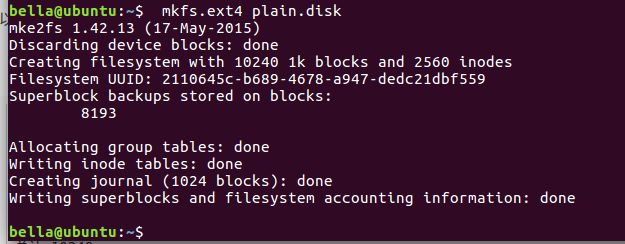 bella@ubuntu:~$  mkfs.ext4 plain.disk
mke2fs 1.42.13 (17-May-2015)
Discarding device blocks: done
Creating filesystem with 10240 1k blocks and 2560 inodes
Filesystem UUID: 2110645c-b689-4678-a947-dedc21dbf559
Superblock backups stored on blocks:
        8193

Allocating group tables: done
Writing inode tables: done
Creating journal (1024 blocks): done
Writing superblocks and filesystem accounting information: done

bella@ubuntu:~$